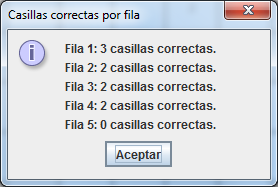 Casillas correctas por fila
Fila 1: 3 casillas correctas.
Fila 2: 2 casillas correctas.
Fila 3: 2 casillas correctas.
Fila 4: 2 casillas correctas.
Fila 5: 0 casillas correctas.
Aceptar